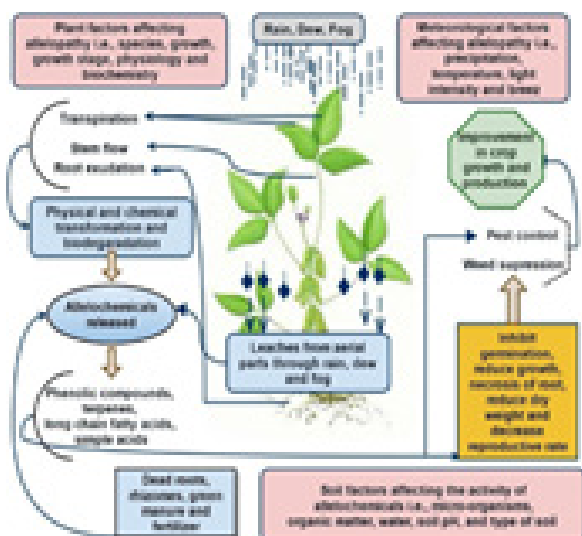 Plant factors affecting
allelopathy i.e., species, growth,
growth stage, physiology and
biochemistry
Rain, Dew, Fog
Meteorological factors
affecting allelopathy i.e.,
precipitation,
temperature, light
intensity and
Transpiration
Stem flow
Root exudation
Improvement
in crop
growth and
production
Physical and chemical
transformation and
biodegradation
Pest control
Weed supression
Allelochemicals
released
Leaches from aerial
parts through rain, dew
and fog
Inhibit
germination,
reduce growth,
necrosis of root,
reduce dry
weight and
decrease
reproductive rate
Phenolic compounds,
terpenes,
long chain fatty acids,
simple acids
Dead roots,
rhizomes, green
manure and
fertilizer
Soil factors affecting the activity of
allelochemicals i.e., micro-organisms,
organic matter, water, soil pH, and type of soil